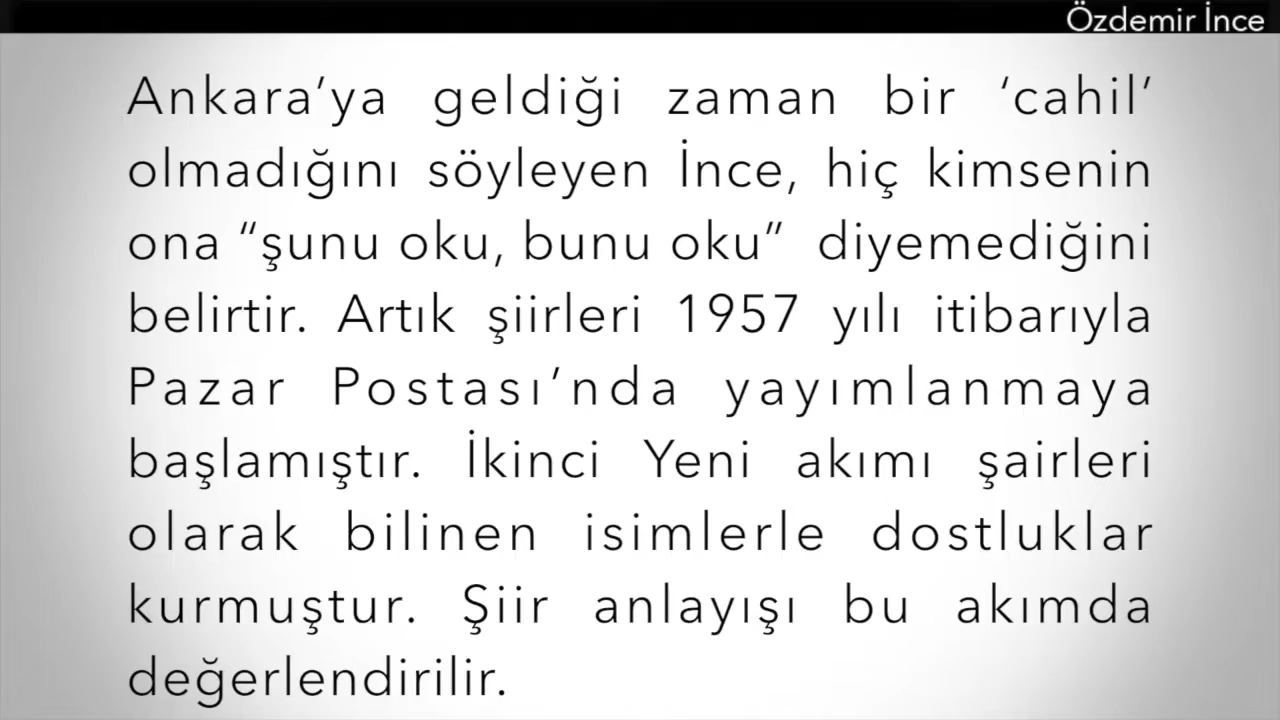 Özdemir İnce
Ankara’ya geldiği zaman bir ‘cahil’
olmadığını söyleyen İnce, hiç kimsenin
ona “şunu oku, bunu oku” diyemediğini
belirtir. Artık şiirleri 1957 yılı itibarıyla
Pazar Postası’nda yayımlanmaya
başlamıştır. İkinci Yeni akımı şairleri
olarak bilinen isimlerle dostluklar
kurmuştur. Şiir anlayışı bu akımda
değerlendirilir.